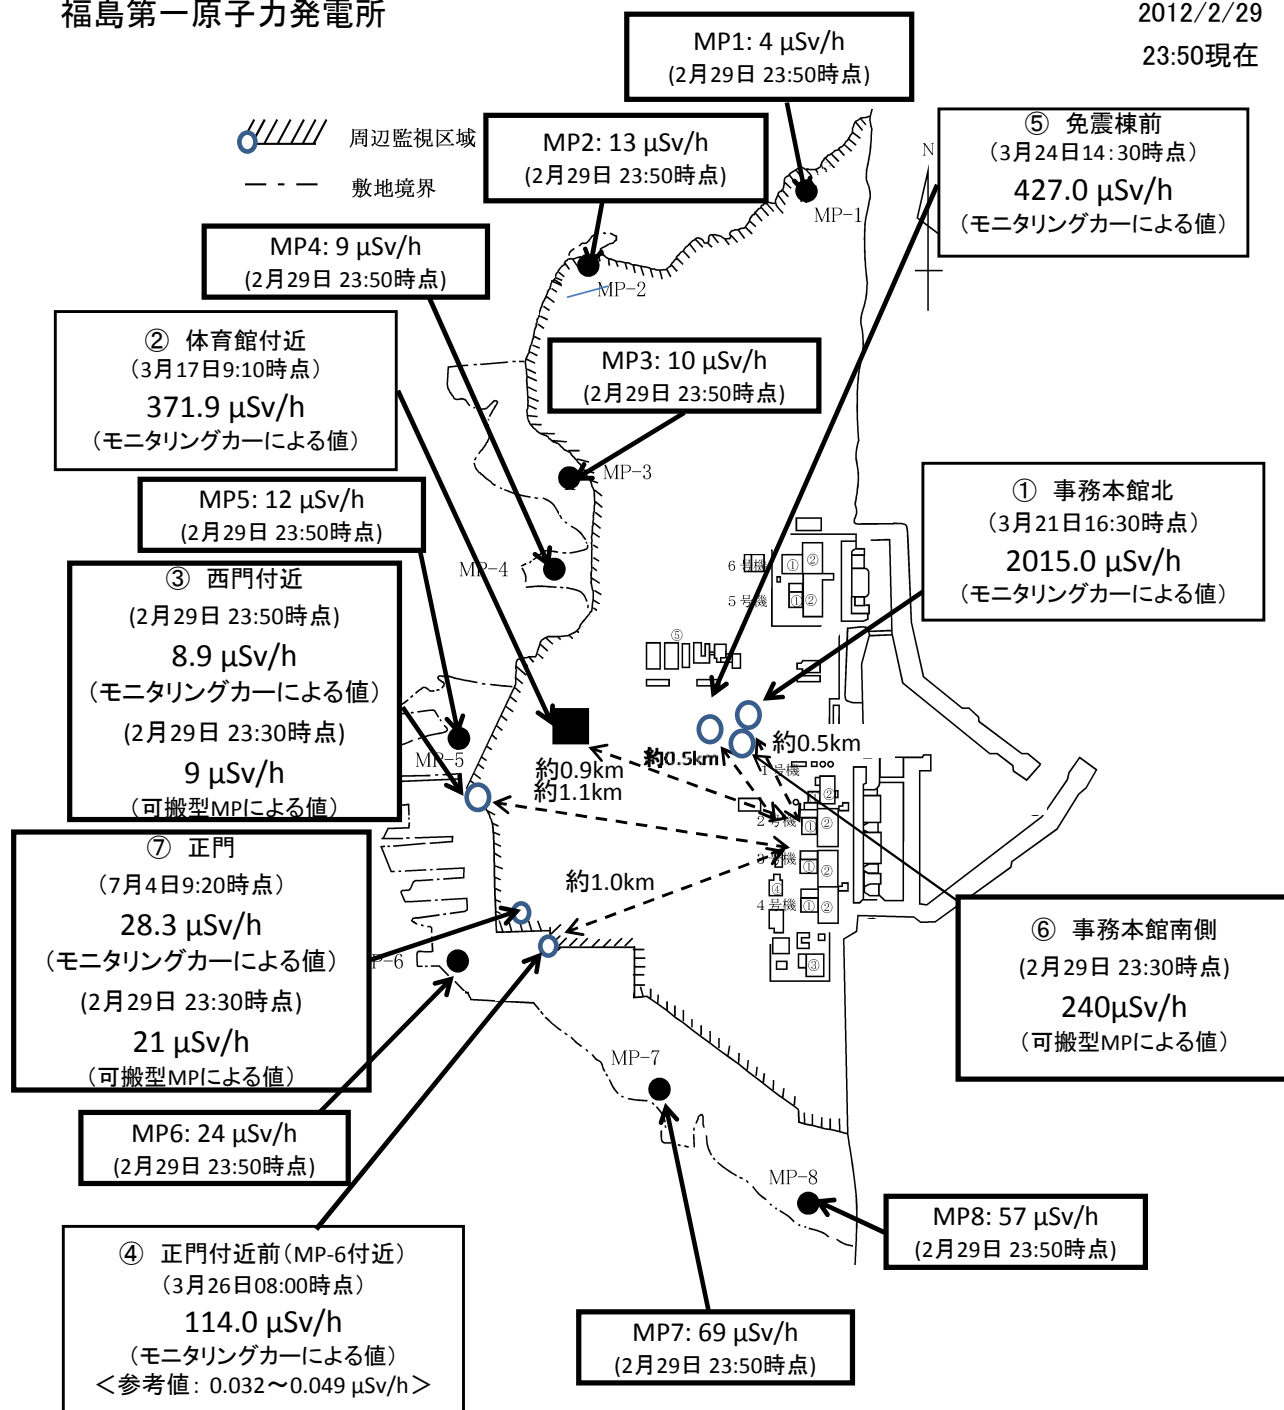 福島第一原子力発電所
2012/2/29
23:50現在
周辺監視区域
敷地境界
MP1: 4 μSv/h
(2月29日 23:50時点)
MP2: 13 μSv/h
(2月29日 23:50時点)
⑤ 免震棟前
(3月24日14:30時点)
427.0 μSv/h
(モニタリングカーによる値)
N
MP-1
MP4: 9 μSv/h
(2月29日 23:50時点)
MP-2
② 体育館付近
(3月17日9:10時点)
371.9 μSv/h
(モニタリングカーによる値)
MP3: 10 μSv/h
(2月29日 23:50時点)
MP-3
MP5: 12 μSv/h
(2月29日 23:50時点)
① 事務本館北
(3月21日16:30時点)
2015.0 μSv/h
(モニタリングカーによる値)
MP-4
6号機
① ②
5号機
① ②
③ 西門付近
(2月29日 23:50時点)
8.9 μSv/h
(モニタリングカーによる値)
(2月29日 23:30時点)
9 μSv/h
(可搬型MPによる値)
⑤
MP-5
約0.9km
約1.1km
約0.5km
約0.5km
1号機
① ②
2号機
① ②
3号機
① ②
④
4号機
① ②
③
約1.0km
⑦ 正門
(7月4日9:20時点)
28.3 μSv/h
(モニタリングカーによる値)
(2月29日 23:30時点)
21 μSv/h
(可搬型MPによる値)
P-6
⑥ 事務本館南側
(2月29日 23:30時点)
240μSv/h
(可搬型MPによる値)
MP-7
MP6: 24 μSv/h
(2月29日 23:50時点)
MP-8
MP8: 57 μSv/h
(2月29日 23:50時点)
④ 正門付近前(MP-6付近)
(3月26日08:00時点)
114.0 μSv/h
(モニタリングカーによる値)
<参考値: 0.032~0.049 μSv/h>
MP7: 69 μSv/h
(2月29日 23:50時点)